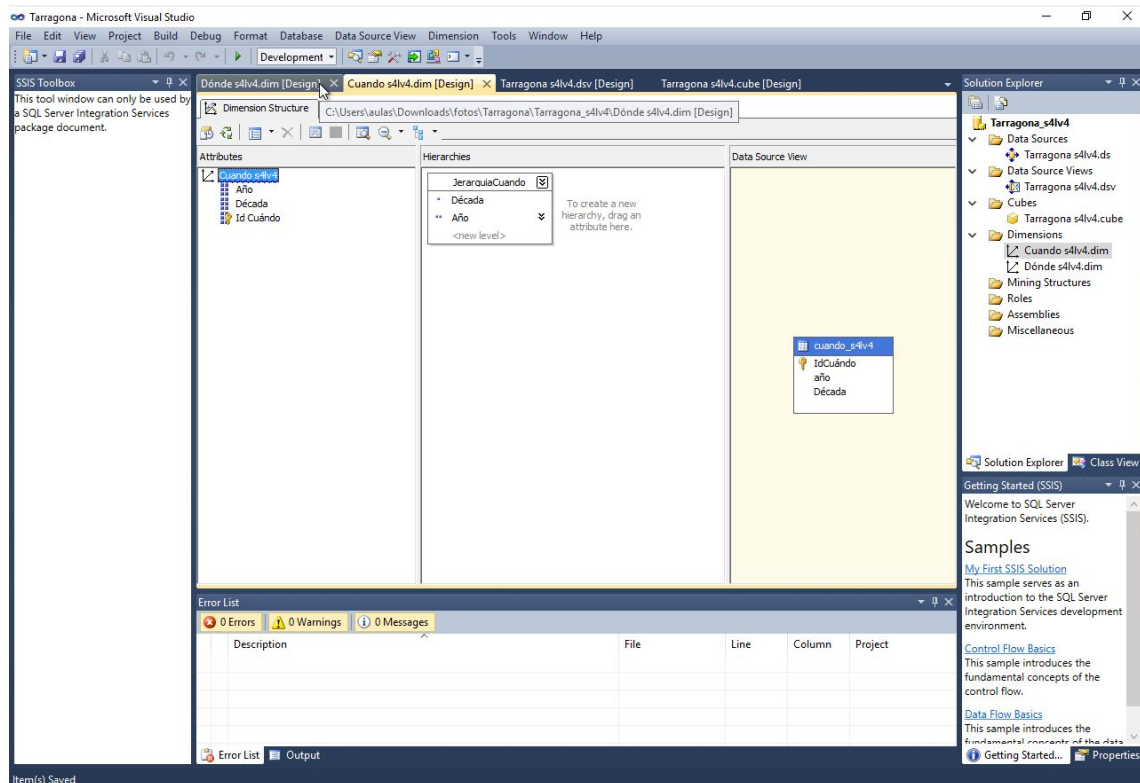 Tarragona - Microsoft Visual Studio
File Edit View Project Build Debug Format Database Data Source View Dimension Tools Window Help
Development
SSIS Toolbox
This tool window can only be used by
a SQL Server Integration Services
package document.
Dónde s4lv4.dim [Design] Cuando s4lv4.dim [Design] Tarragona s4lv4.dsv [Design] Tarragona s4lv4.cube [Design]
Dimension Structure
C:\Users\aulas\Downloads\fotos\Tarragona\Tarragona_s4lv4\Dónde s4lv4.dim [Design]
Attributes
Cuando s4lv4
Año
Década
Id Cuándo
Hierarchies
JerarquiaCuando
Década
Año
<new level>
To create a new
hierarchy, drag an
attribute here.
Data Source View
cuando_s4lv4
IdCuándo
año
Década
Error List
0 Errors 0 Warnings 0 Messages
Description File Line Column Project
Error List Output
Solution Explorer
Tarragona_s4lv4
Data Sources
Tarragona s4lv4.ds
Data Source Views
Tarragona s4lv4.dsv
Cubes
Tarragona s4lv4.cube
Dimensions
Cuando s4lv4.dim
Dónde s4lv4.dim
Mining Structures
Roles
Assemblies
Miscellaneous
Solution Explorer Class View
Getting Started (SSIS)
Welcome to SQL Server
Integration Services (SSIS).
Samples
My First SSIS Solution
This sample serves as an
introduction to the SQL Server
Integration Services development
environment.
Control Flow Basics
This sample introduces the
fundamental concepts of the
control flow.
Data Flow Basics
This sample introduces the
fundamental concepts of the data
Getting Started... Properties
Item(s) Saved